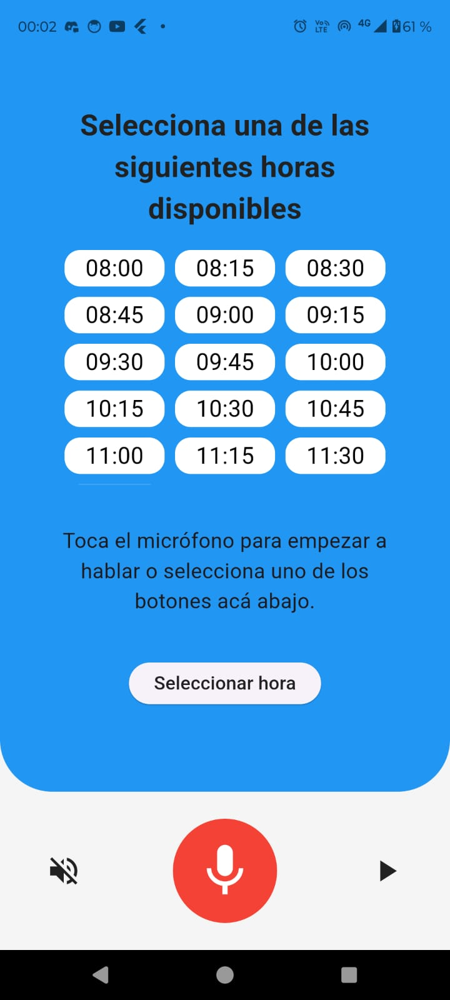 00:02 4G 61 %
Selecciona una de las
siguientes horas
disponibles
08:00 08:15 08:30
08:45 09:00 09:15
09:30 09:45 10:00
10:15 10:30 10:45
11:00 11:15 11:30
Toca el micrófono para empezar a
hablar o selecciona uno de los
botones acá abajo.
Seleccionar hora